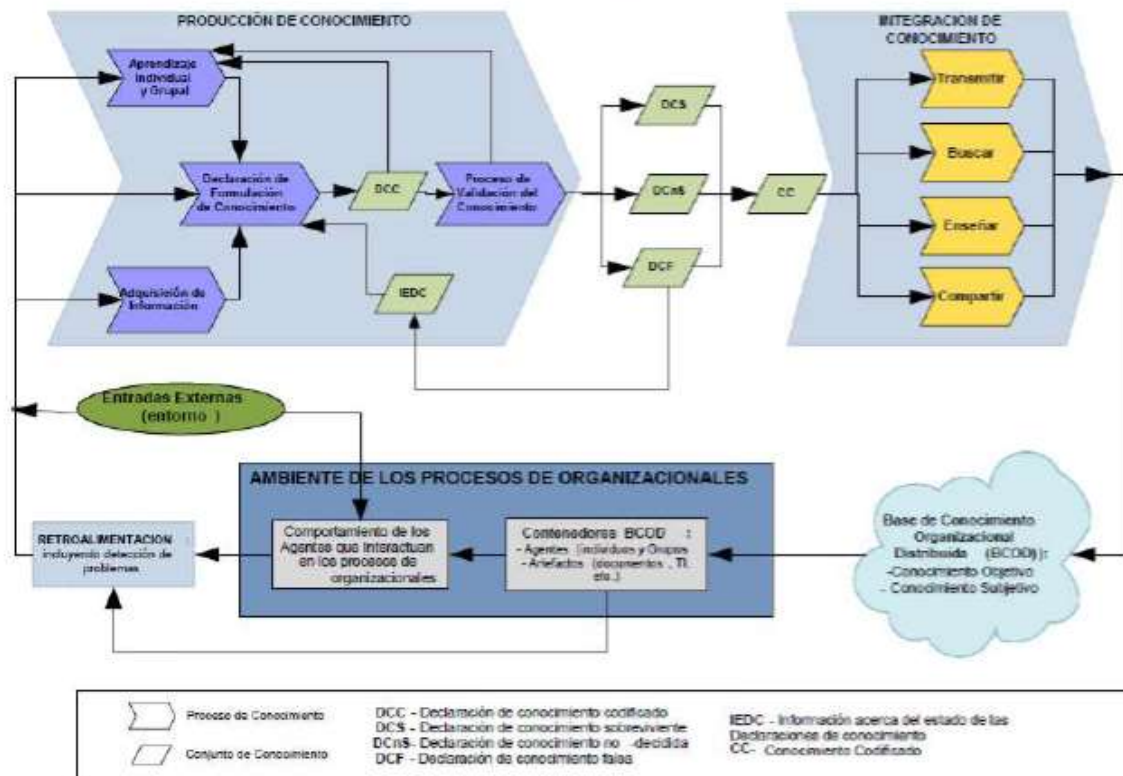 PRODUCCIÓN DE CONOCIMIENTO
Aprendizaje
Individual
y Grupal
Declaración de
Formulación
de Conocimiento
DCC
Proceso de
Validación del
Conocimiento
Adquisición de
Información
IEDC
DCS
DCnS
DCF
CC
INTEGRACIÓN DE
CONOCIMIENTO
Transmitir
Buscar
Enseñar
Compartir
Entradas Externas
(entorno )
AMBIENTE DE LOS PROCESOS DE ORGANIZACIONALES
Comportamiento de los
Agentes que Interactuan
en los procesos de
organizacionales
Contenedores BCOD :
- Agentes (individuos y Grupos
- Artefactos (documentos , TI,
etc.)
RETROALIMENTACION :
incluyendo detección de
problemas
Base de Conocimiento
Organizacional
Distribuida (BCOD):
-Conocimiento Objetivo
- Conocimiento Subjetivo
Proceso de Conocimiento
Conjunto de Conocimiento
DCC - Declaración de conocimiento codificado
DCS - Declaración de conocimiento sobreviviente
DCnS- Declaración de conocimiento no -decidida
DCF - Declaración de conocimiento falsa
IEDC - Información acerca del estado de las
Declaraciones de conocimiento
CC- Conocimiento Codificado